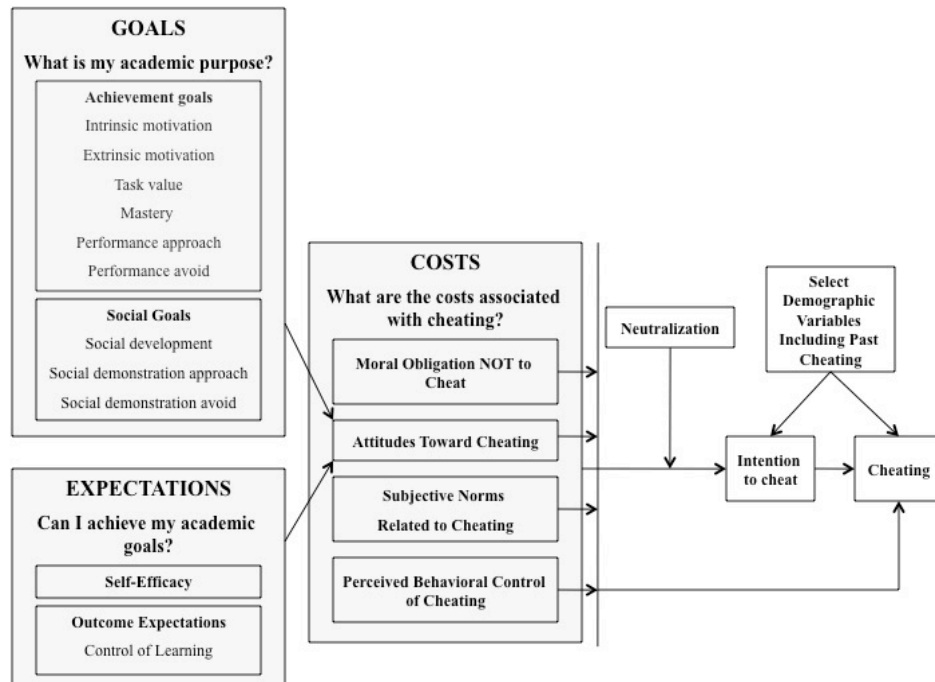 GOALS
What is my academic purpose?
Achievement goals
Intrinsic motivation
Extrinsic motivation
Task value
Mastery
Performance approach
Performance avoid
Social Goals
Social development
Social demonstration approach
Social demonstration avoid
EXPECTATIONS
Can I achieve my academic
goals?
Self-Efficacy
Outcome Expectations
Control of Learning
COSTS
What are the costs associated
with cheating?
Moral Obligation NOT to
Cheat
Attitudes Toward Cheating
Subjective Norms
Related to Cheating
Perceived Behavioral Control
of Cheating
Neutralization
Select
Demographic
Variables
Including Past
Cheating
Intention
to cheat
Cheating